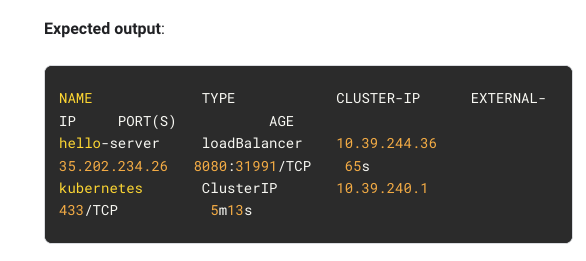 Expected output:
NAME TYPE CLUSTER-IP EXTERNAL-
IP PORT(S) AGE
hello-server loadBalancer 10.39.244.36
35.202.234.26 8080:31991/TCP 65s
kubernetes ClusterIP 10.39.240.1
433/TCP 5m13s